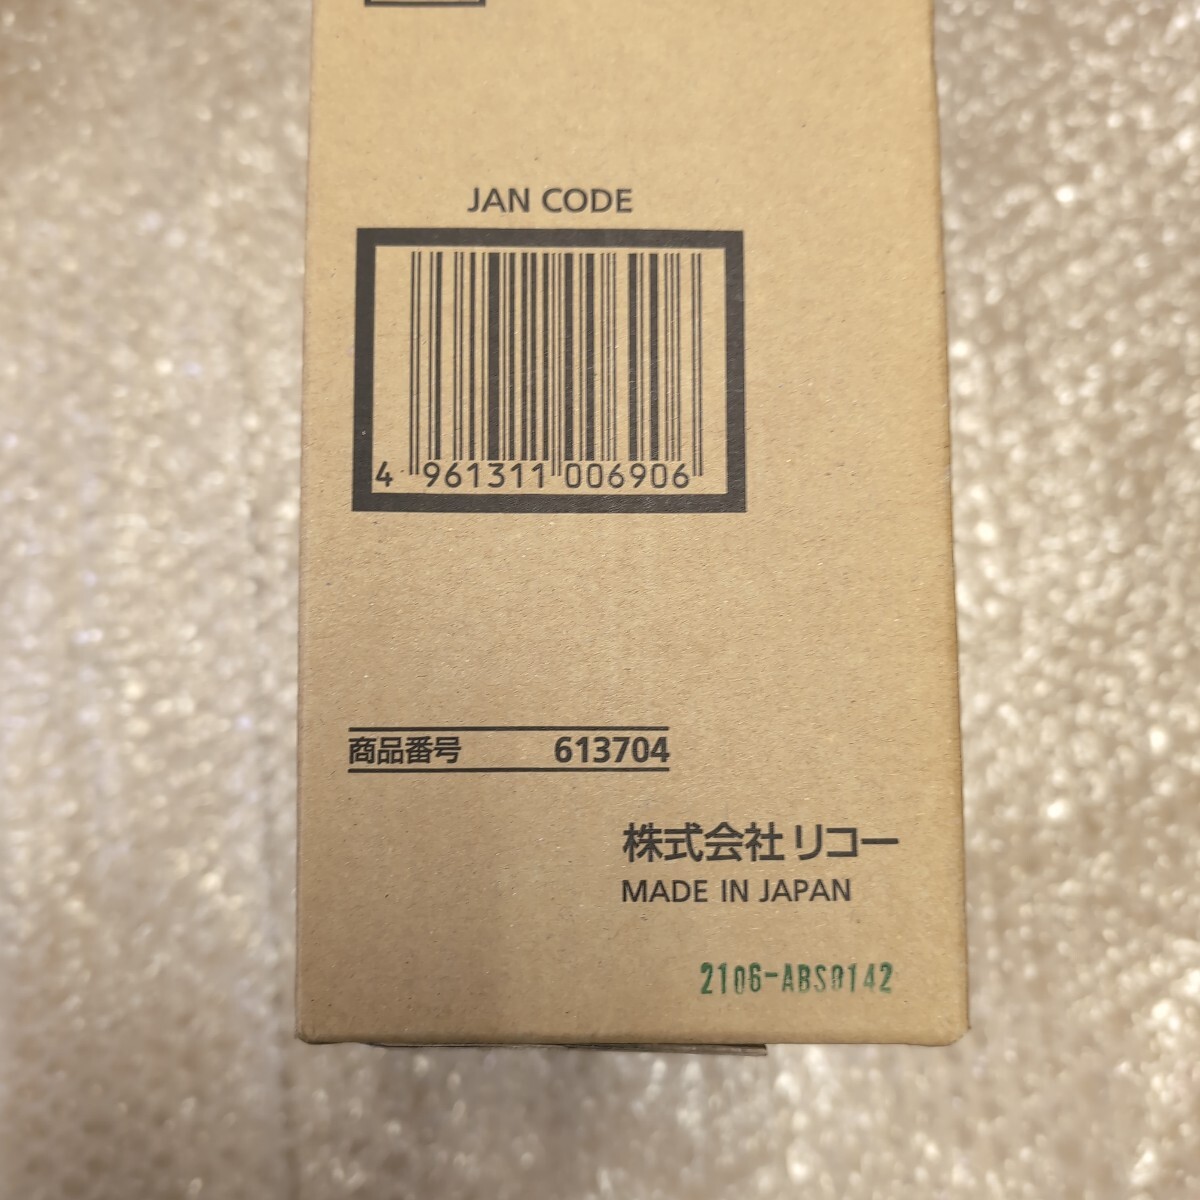 JAN CODE
4 961311 006906
商品番号 613704
株式会社 リコー
MADE IN JAPAN
2106-ABS0142